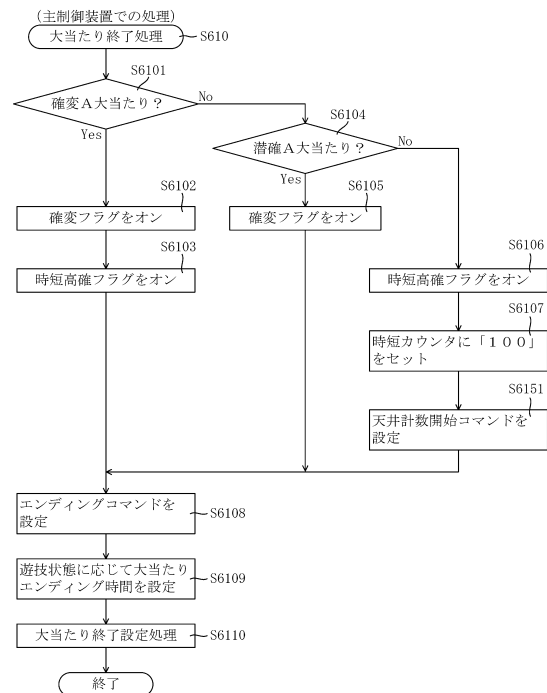 （主制御装置での処理）
大当たり終了処理
S610
S6101
確変Ａ大当たり？
No
Yes
S6104
潜確Ａ大当たり？
No
Yes
S6102
確変フラグをオン
S6105
確変フラグをオン
S6103
時短高確フラグをオン
S6106
時短高確フラグをオン
S6107
時短カウンタに「１００」
をセット
S6151
天井計数開始コマンドを
設定
エンディングコマンドを
設定
S6108
遊技状態に応じて大当たり
エンディング時間を設定
S6109
大当たり終了設定処理
S6110
終了